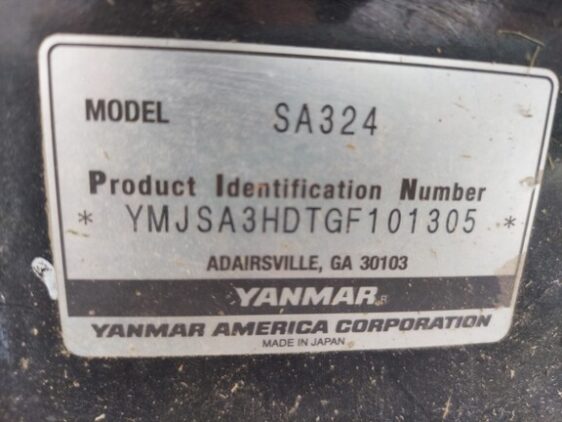 MODEL SA324
Product Identification Number
* YMJSA3HDTGF101305 *
ADAIRSVILLE, GA 30103
YANMAR®
YANMAR AMERICA CORPORATION
MADE IN JAPAN